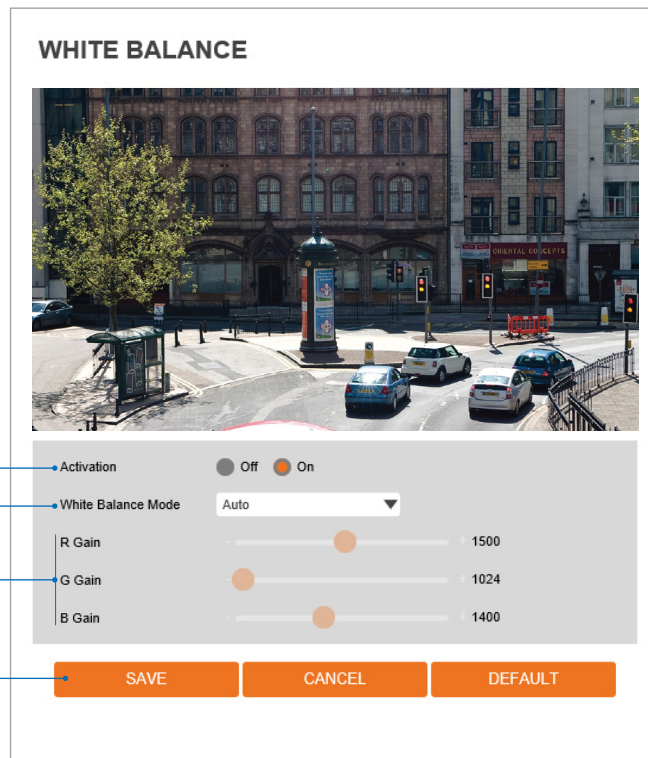 WHITE BALANCE
ORIENTAL CONCEPTS
Activation Off On
White Balance Mode Auto
R Gain - + 1500
G Gain - + 1024
B Gain - + 1400
SAVE CANCEL DEFAULT